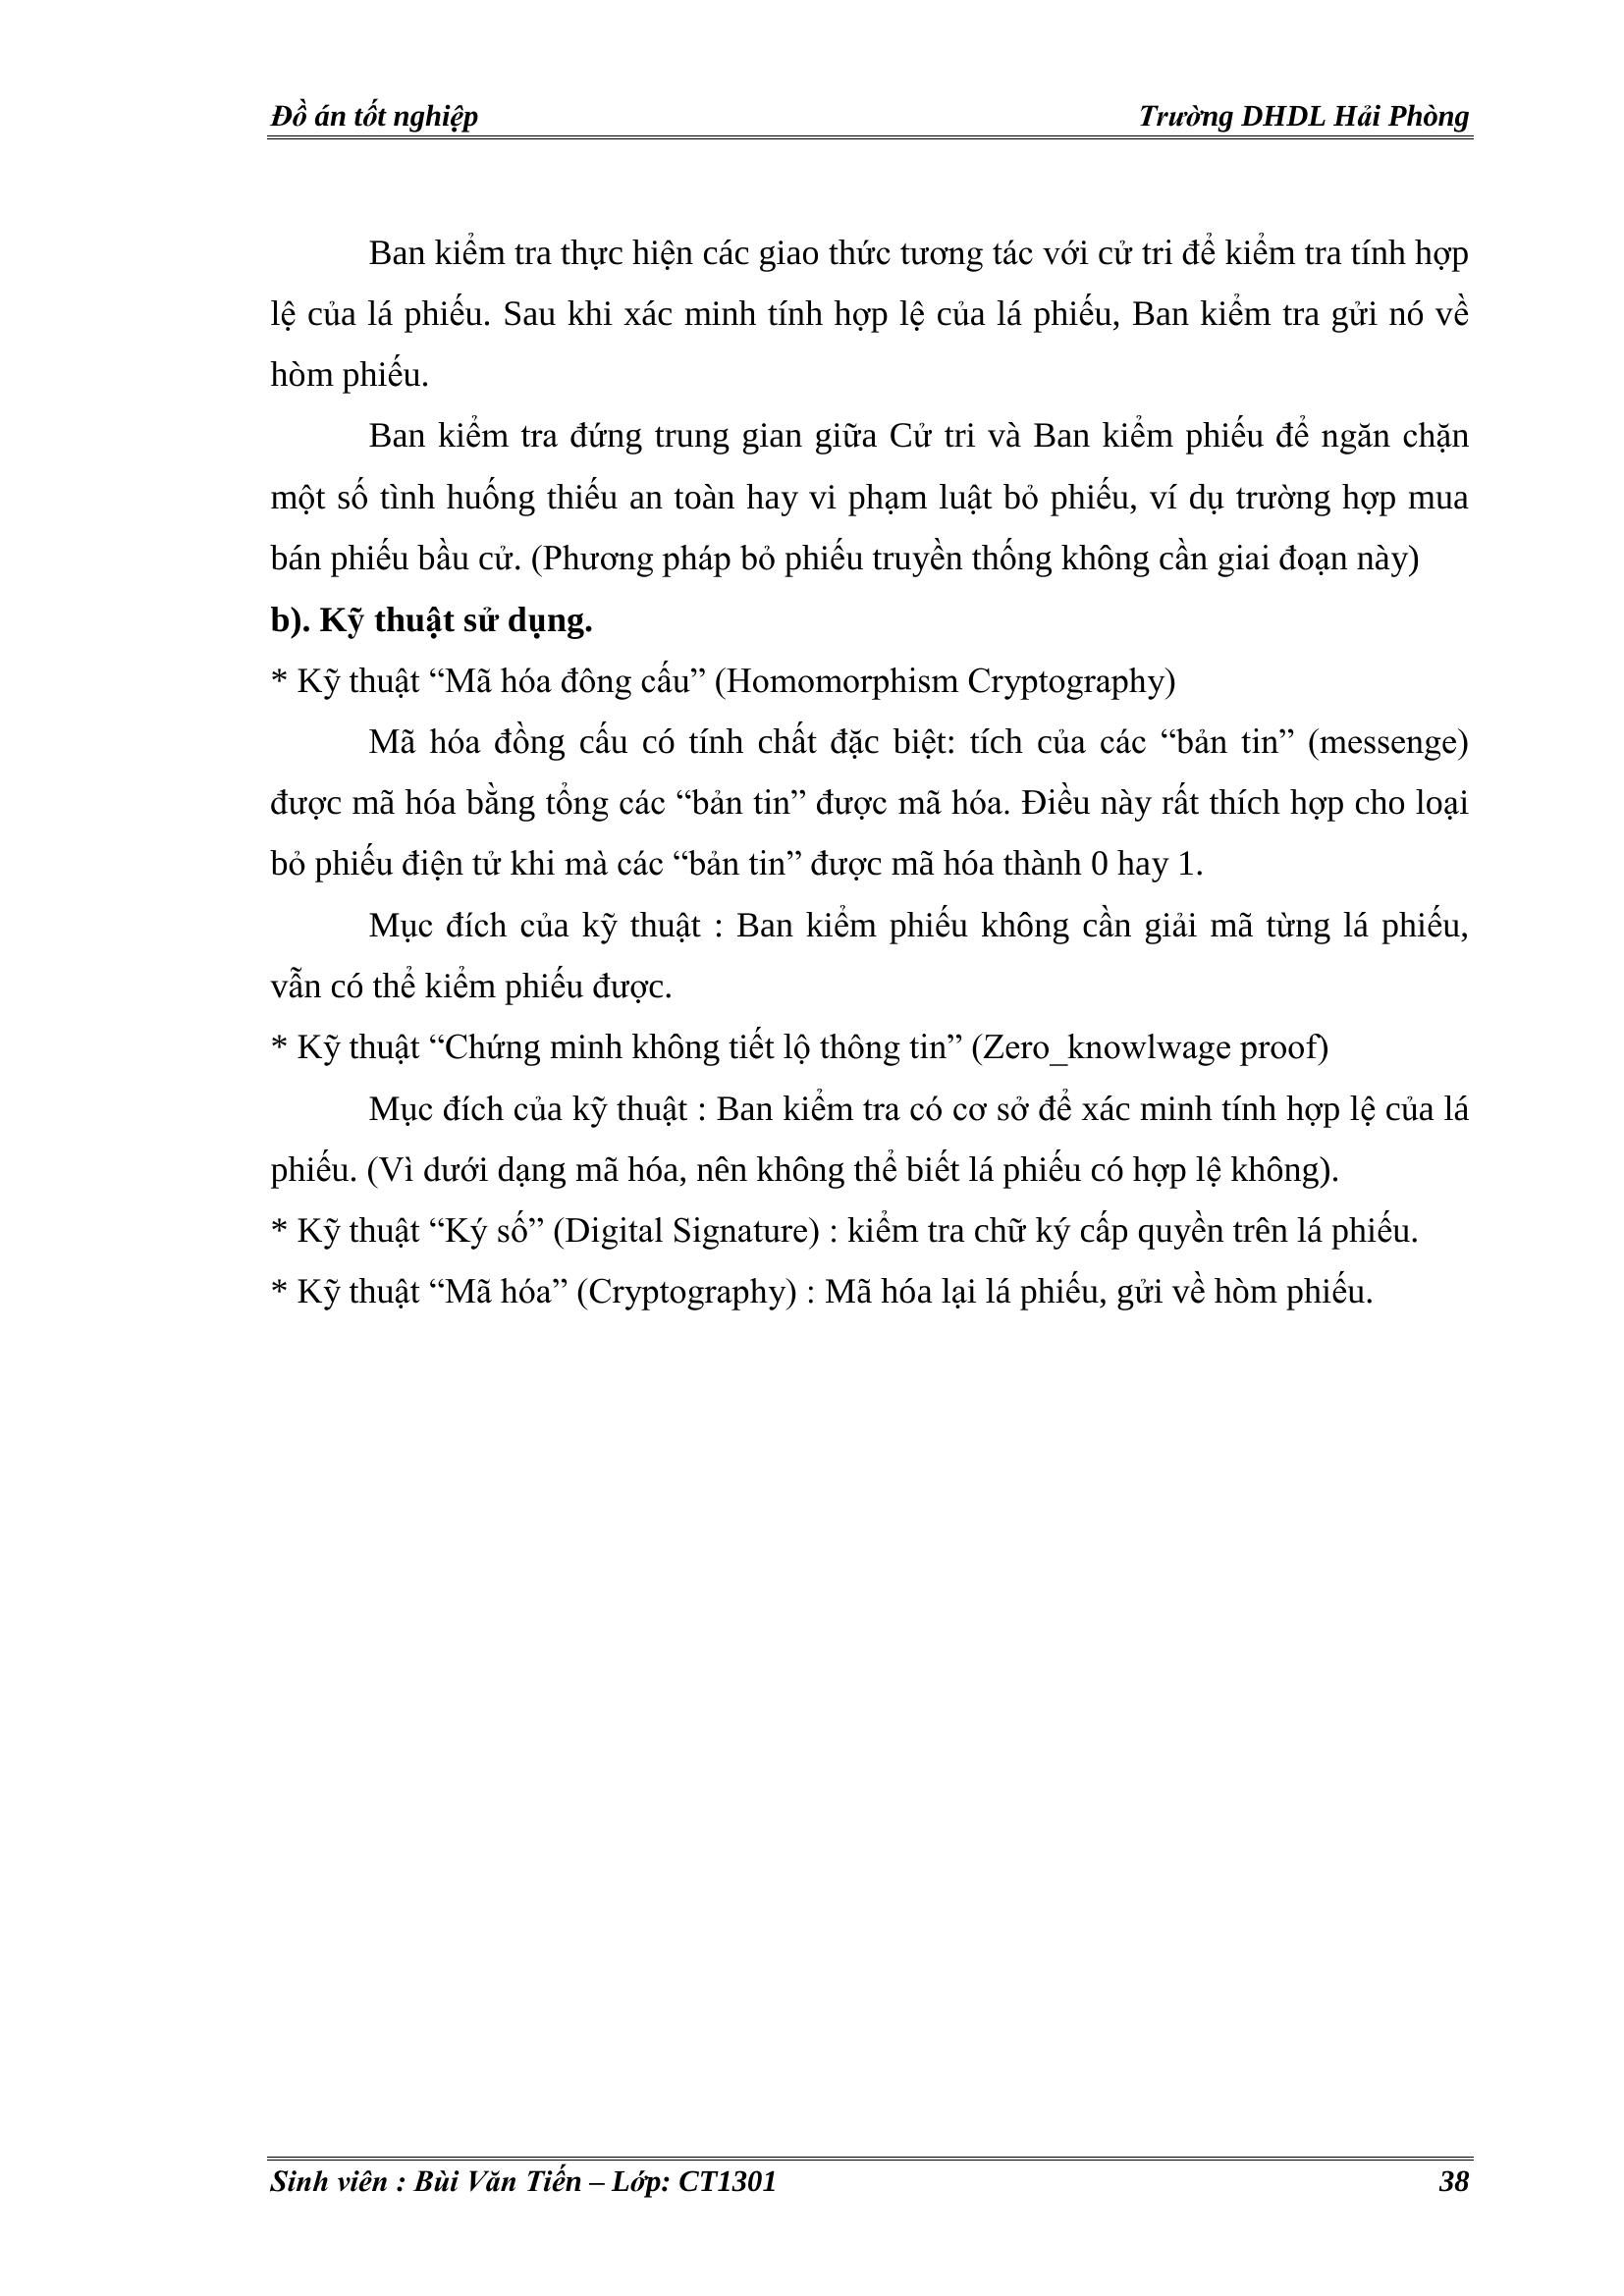 Đồ án tốt nghiệp Trường DHDL Hải Phòng
Ban kiểm tra thực hiện các giao thức tương tác với cử tri để kiểm tra tính hợp
lệ của lá phiếu. Sau khi xác minh tính hợp lệ của lá phiếu, Ban kiểm tra gửi nó về
hòm phiếu.
Ban kiểm tra đứng trung gian giữa Cử tri và Ban kiểm phiếu để ngăn chặn
một số tình huống thiếu an toàn hay vi phạm luật bỏ phiếu, ví dụ trường hợp mua
bán phiếu bầu cử. (Phương pháp bỏ phiếu truyền thống không cần giai đoạn này)
b). Kỹ thuật sử dụng.
* Kỹ thuật “Mã hóa đông cấu” (Homomorphism Cryptography)
Mã hóa đồng cấu có tính chất đặc biệt: tích của các “bản tin” (messenge)
được mã hóa bằng tổng các “bản tin” được mã hóa. Điều này rất thích hợp cho loại
bỏ phiếu điện tử khi mà các “bản tin” được mã hóa thành 0 hay 1.
Mục đích của kỹ thuật : Ban kiểm phiếu không cần giải mã từng lá phiếu,
vẫn có thể kiểm phiếu được.
* Kỹ thuật “Chứng minh không tiết lộ thông tin” (Zero_knowlwage proof)
Mục đích của kỹ thuật : Ban kiểm tra có cơ sở để xác minh tính hợp lệ của lá
phiếu. (Vì dưới dạng mã hóa, nên không thể biết lá phiếu có hợp lệ không).
* Kỹ thuật “Ký số” (Digital Signature) : kiểm tra chữ ký cấp quyền trên lá phiếu.
* Kỹ thuật “Mã hóa” (Cryptography) : Mã hóa lại lá phiếu, gửi về hòm phiếu.
Sinh viên : Bùi Văn Tiến – Lớp: CT1301 38